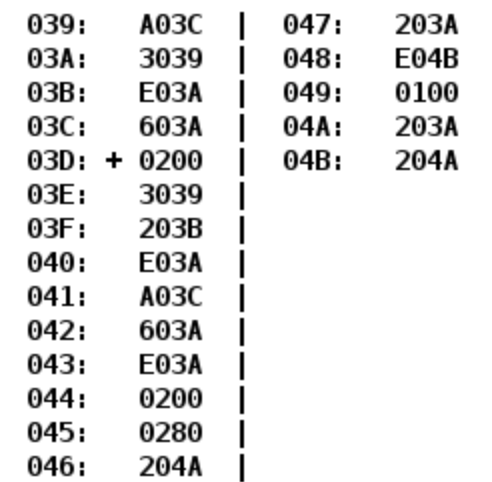 039: A03C | 047: 203A
03A: 3039 | 048: E04B
03B: E03A | 049: 0100
03C: 603A | 04A: 203A
03D: + 0200 | 04B: 204A
03E: 3039 |
03F: 203B |
040: E03A |
041: A03C |
042: 603A |
043: E03A |
044: 0200 |
045: 0280 |
046: 204A |